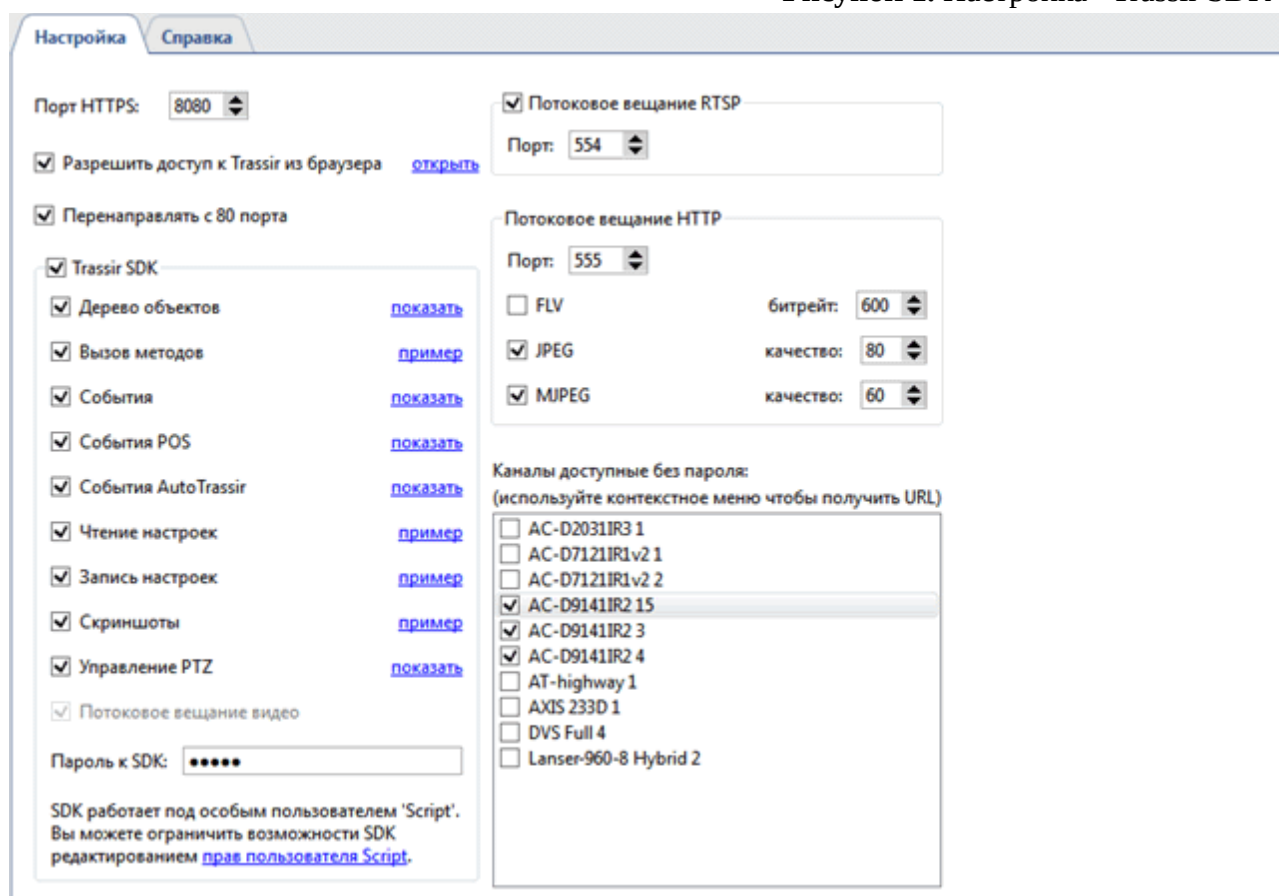 Настройка Справка
Порт HTTPS: 8080
Разрешить доступ к Trassir из браузера открыть
Перенаправлять с 80 порта
Trassir SDK
Дерево объектов показать
Вызов методов пример
События показать
События POS показать
События AutoTrassir показать
Чтение настроек пример
Запись настроек пример
Скриншоты пример
Управление PTZ показать
Потоковое вещание видео
Пароль к SDK: •••••
SDK работает под особым пользователем 'Script'.
Вы можете ограничить возможности SDK
редактированием прав пользователя Script.
Потоковое вещание RTSP
Порт: 554
Потоковое вещание HTTP
Порт: 555
FLV битрейт: 600
JPEG качество: 80
MJPEG качество: 60
Каналы доступные без пароля:
(используйте контекстное меню чтобы получить URL)
AC-D2031IR3 1
AC-D7121IR1v2 1
AC-D7121IR1v2 2
AC-D9141IR2 15
AC-D9141IR2 3
AC-D9141IR2 4
AT-highway 1
AXIS 233D 1
DVS Full 4
Lanser-960-8 Hybrid 2